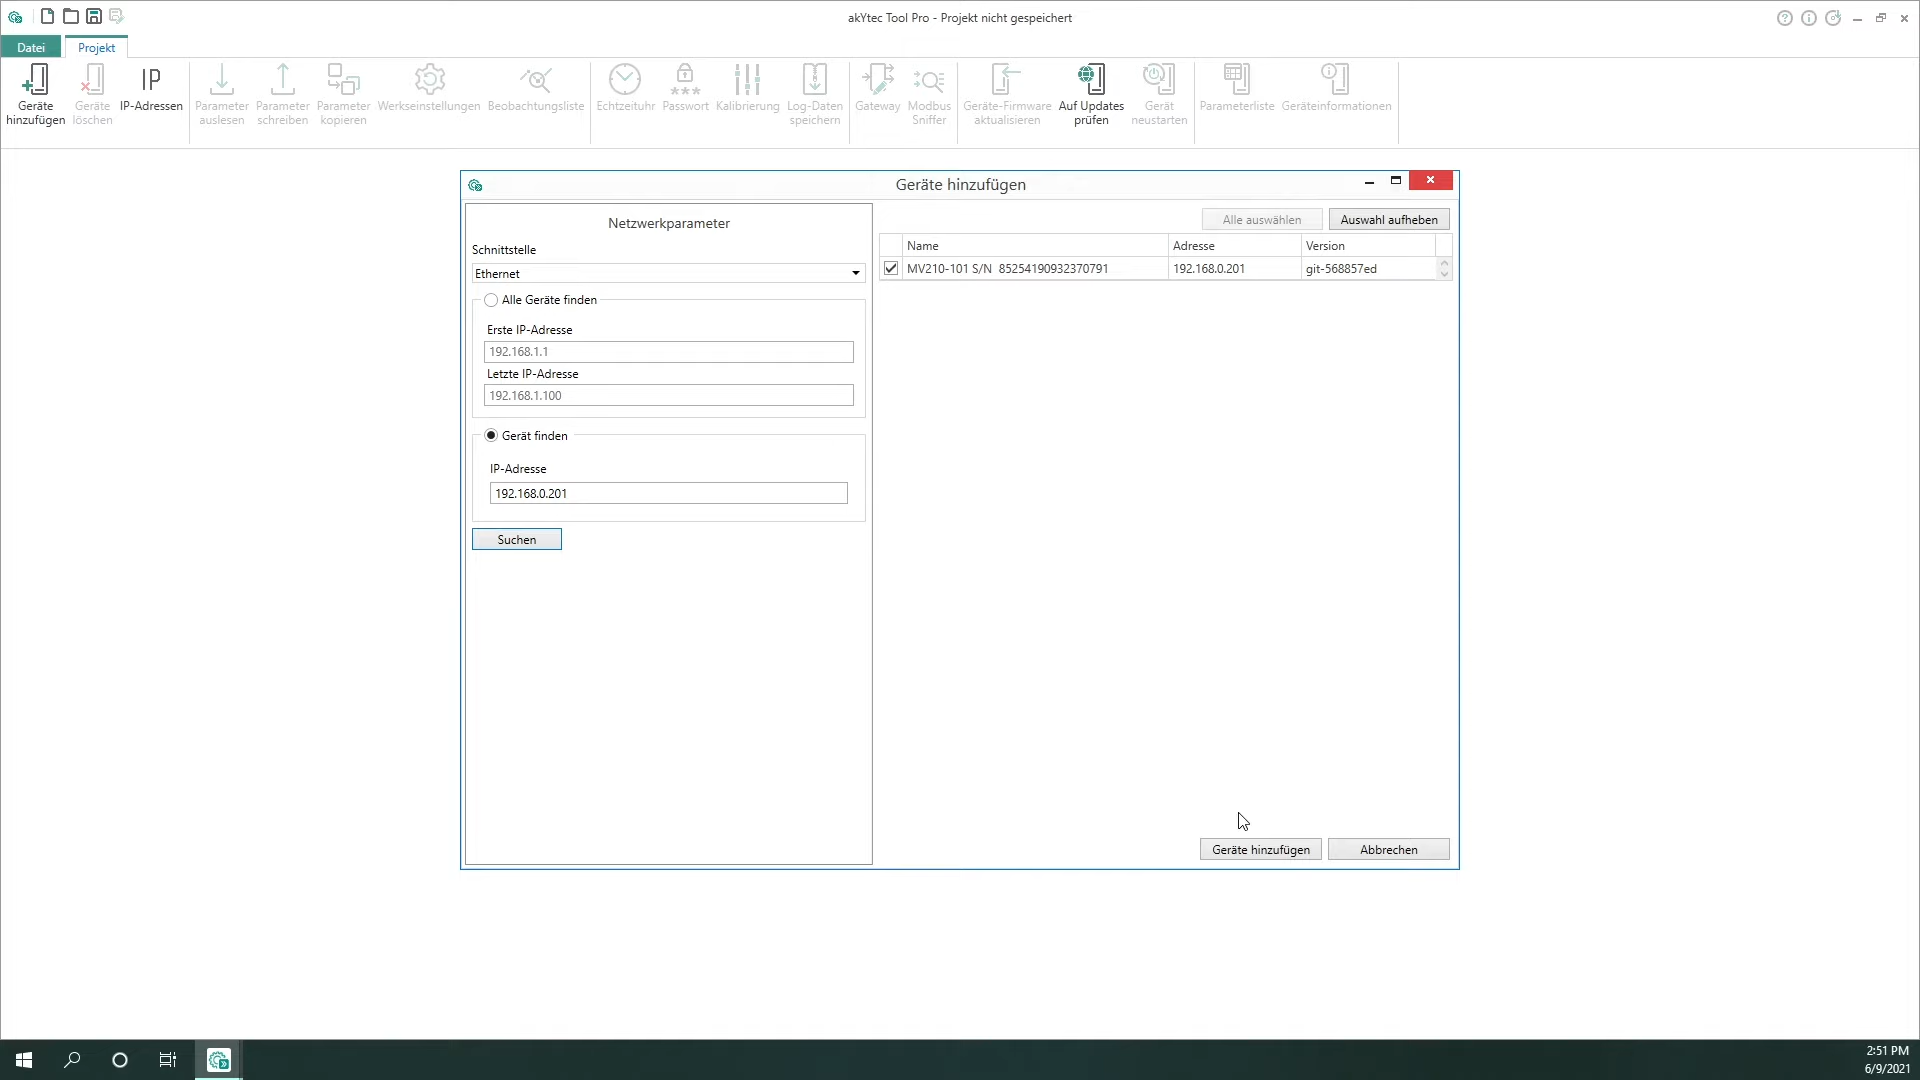 akYtec Tool Pro - Projekt nicht gespeichert
Datei
Projekt
Geräte
hinzufügen
Geräte
löschen
IP
IP-Adressen
Parameter
auslesen
Parameter
schreiben
Parameter
kopieren
Werkseinstellungen
Beobachtungsliste
Echtzeituhr
***
Passwort
Kalibrierung
Log-Daten
speichern
Gateway
Modbus
Sniffer
Geräte-Firmware
aktualisieren
Auf Updates
prüfen
Gerät
neustarten
Parameterliste
Geräteinformationen
Geräte hinzufügen
Netzwerkparameter
Schnittstelle
Ethernet
Alle Geräte finden
Erste IP-Adresse
192.168.1.1
Letzte IP-Adresse
192.168.1.100
Gerät finden
IP-Adresse
192.168.0.201
Suchen
Alle auswählen
Auswahl aufheben
Name Adresse Version
MV210-101 S/N 85254190932370791 192.168.0.201 git-568857ed
Geräte hinzufügen
Abbrechen
2:51 PM
6/9/2021